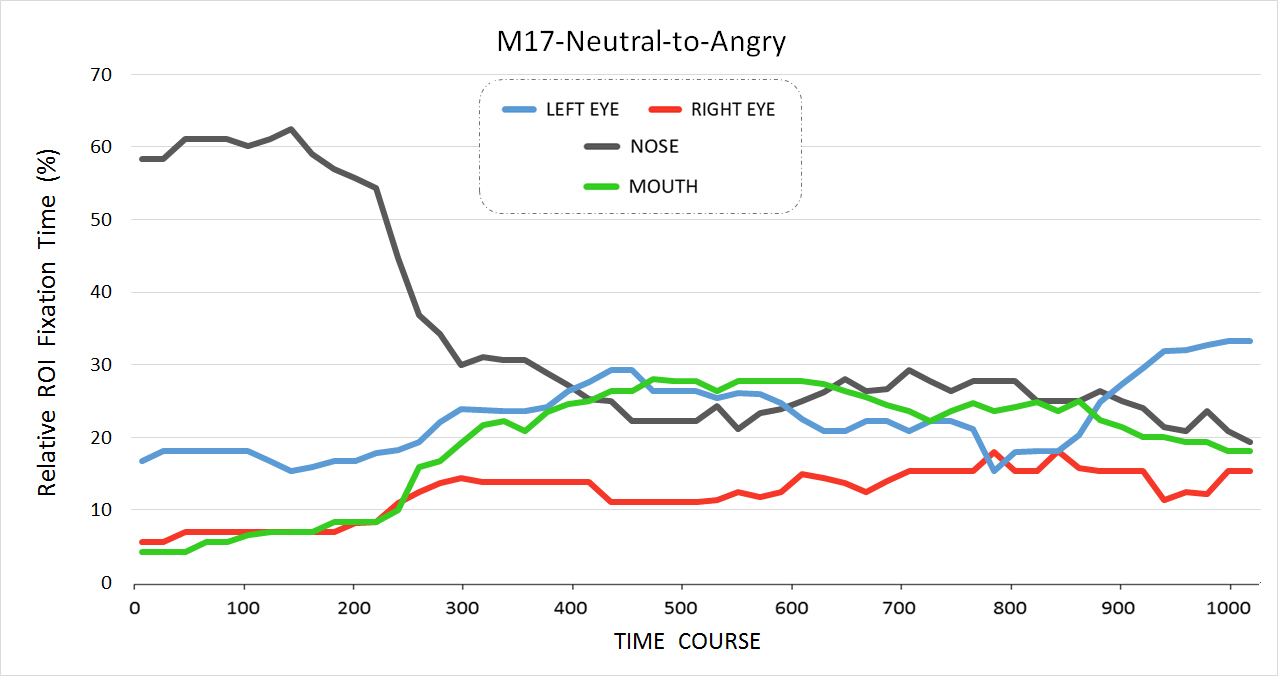 M17-Neutral-to-Angry
LEFT EYE RIGHT EYE
NOSE
MOUTH
Relative ROI Fixation Time (%)
70
60
50
40
30
20
10
0
0 100 200 300 400 500 600 700 800 900 1000
TIME COURSE